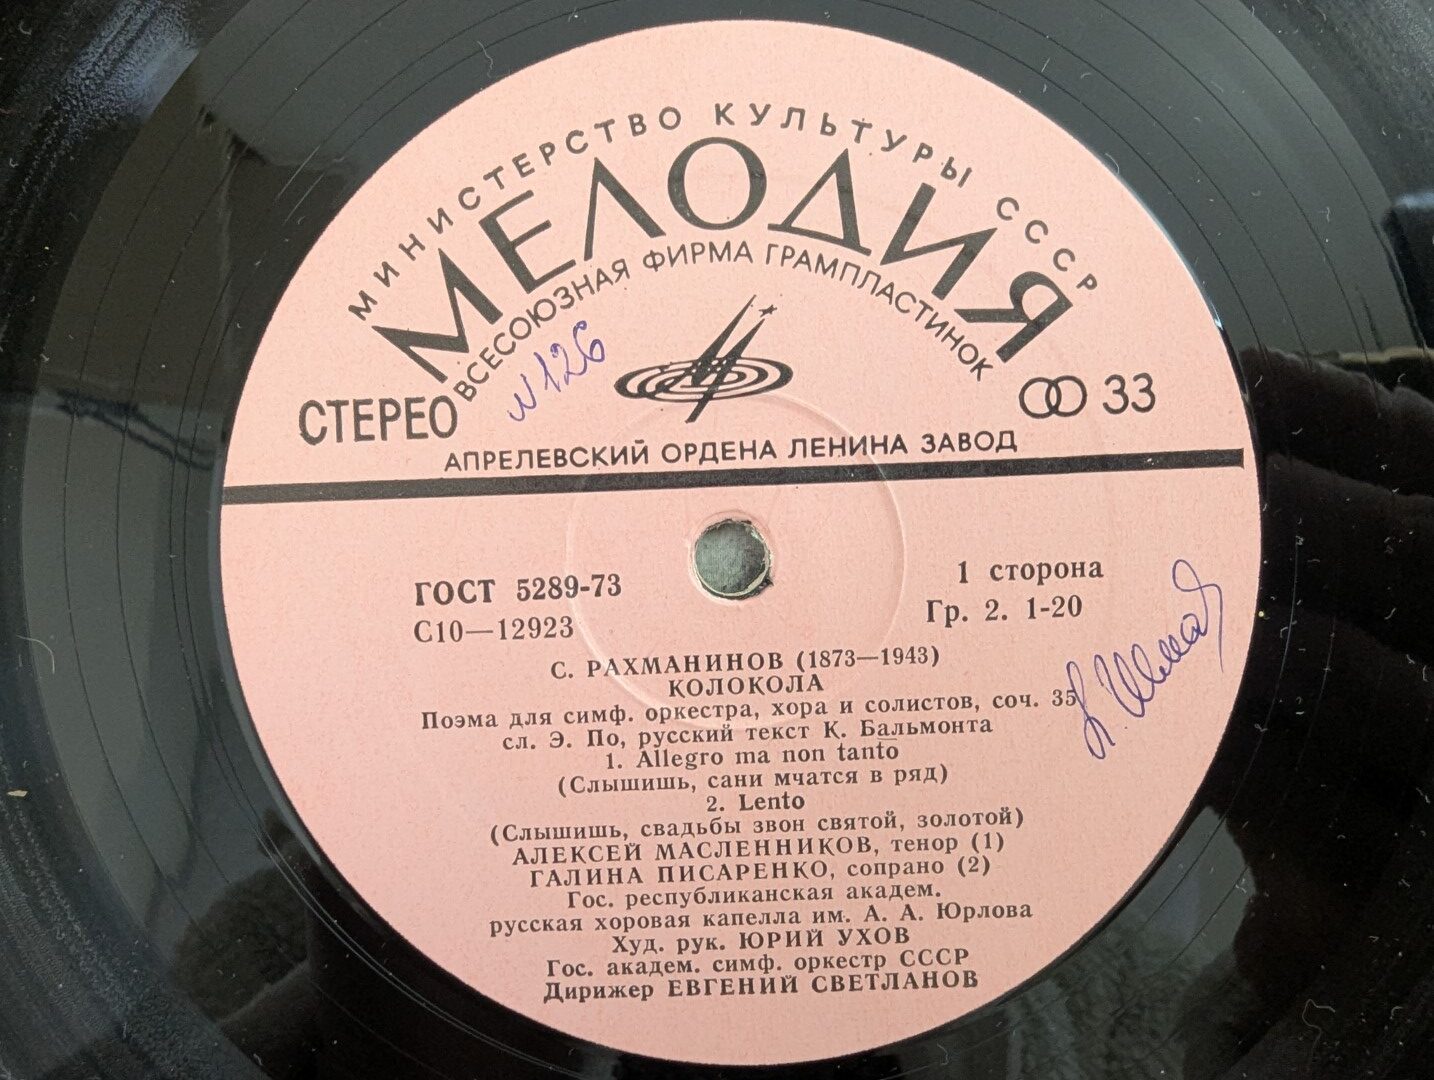 МИНИСТЕРСТВО КУЛЬТУРЫ СССР
МЕЛОДИЯ
ВСЕСОЮЗНАЯ ФИРМА ГРАМПЛАСТИНОК
N126
СТЕРЕО
33
АПРЕЛЕВСКИЙ ОРДЕНА ЛЕНИНА ЗАВОД
ГОСТ 5289-73
1 сторона
С10—12923
Гр. 2. 1-20
С. РАХМАНИНОВ (1873—1943)
КОЛОКОЛА
Поэма для симф. оркестра, хора и солистов, соч. 35
сл. Э. По, русский текст К. Бальмонта
1. Allegro ma non tanto
(Слышишь, сани мчатся в ряд)
2. Lento
(Слышишь, свадьбы звон святой, золотой)
АЛЕКСЕЙ МАСЛЕННИКОВ, тенор (1)
ГАЛИНА ПИСАРЕНКО, сопрано (2)
Гос. республиканская академ.
русская хоровая капелла им. А. А. Юрлова
Худ. рук. ЮРИЙ УХОВ
Гос. академ. симф. оркестр СССР
Дирижер ЕВГЕНИЙ СВЕТЛАНОВ